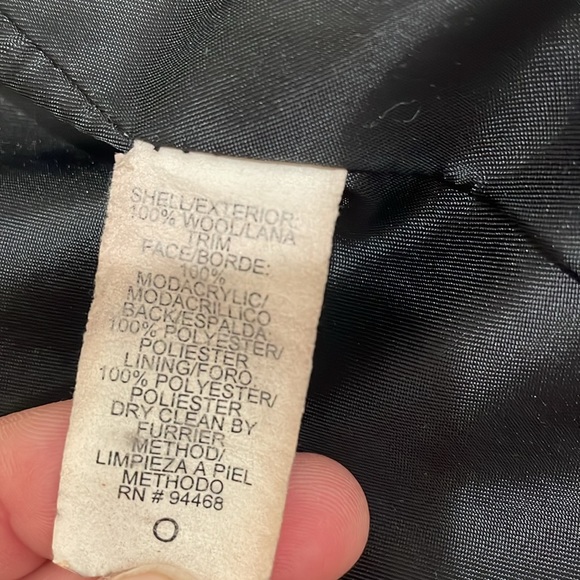 SHELL/EXTERIOR:
100% WOOL/LANA
TRIM
FACE/BORDE:
100%
MODACRYLIC/
MODACRILLICO
BACK/ESPALDA
100% POLYESTER/
POLIESTER
LINING/FORO
100% POLYESTER/
POLIESTER
DRY CLEAN BY
FURRIER
METHOD/
LIMPIEZA A PIEL
METHODO
RN # 94468